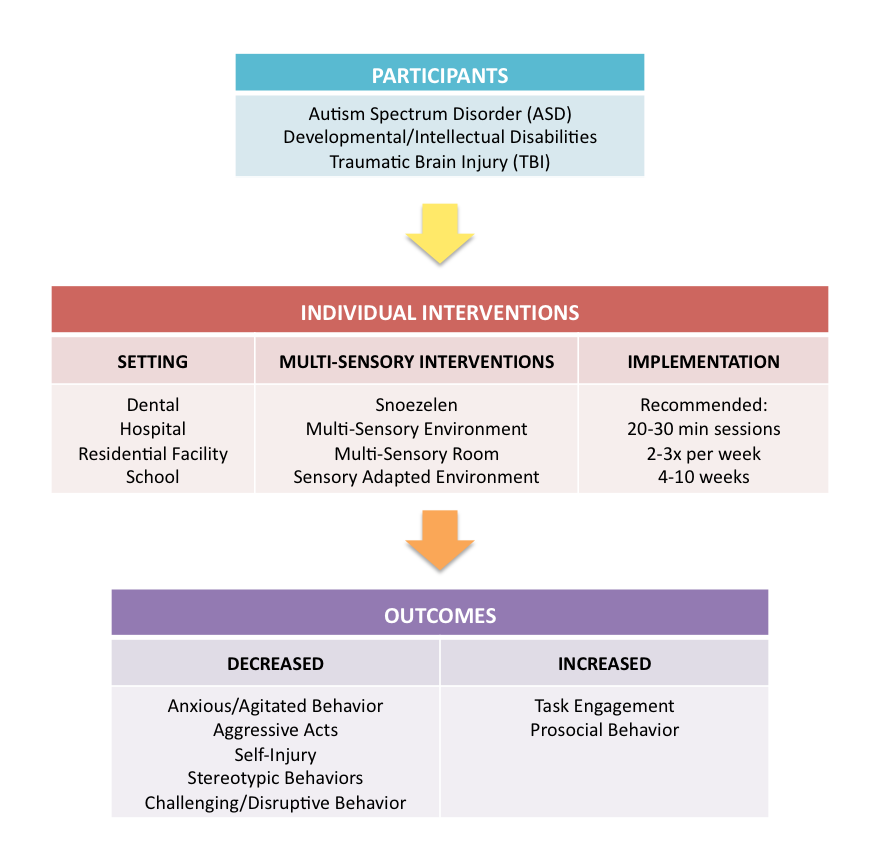 PARTICIPANTS
Autism Spectrum Disorder (ASD)
Developmental/Intellectual Disabilities
Traumatic Brain Injury (TBI)
INDIVIDUAL INTERVENTIONS
SETTING
Dental
Hospital
Residential Facility
School
MULTI-SENSORY INTERVENTIONS
Snoezelen
Multi-Sensory Environment
Multi-Sensory Room
Sensory Adapted Environment
IMPLEMENTATION
Recommended:
20-30 min sessions
2-3x per week
4-10 weeks
OUTCOMES
DECREASED
Anxious/Agitated Behavior
Aggressive Acts
Self-Injury
Stereotypic Behaviors
Challenging/Disruptive Behavior
INCREASED
Task Engagement
Prosocial Behavior